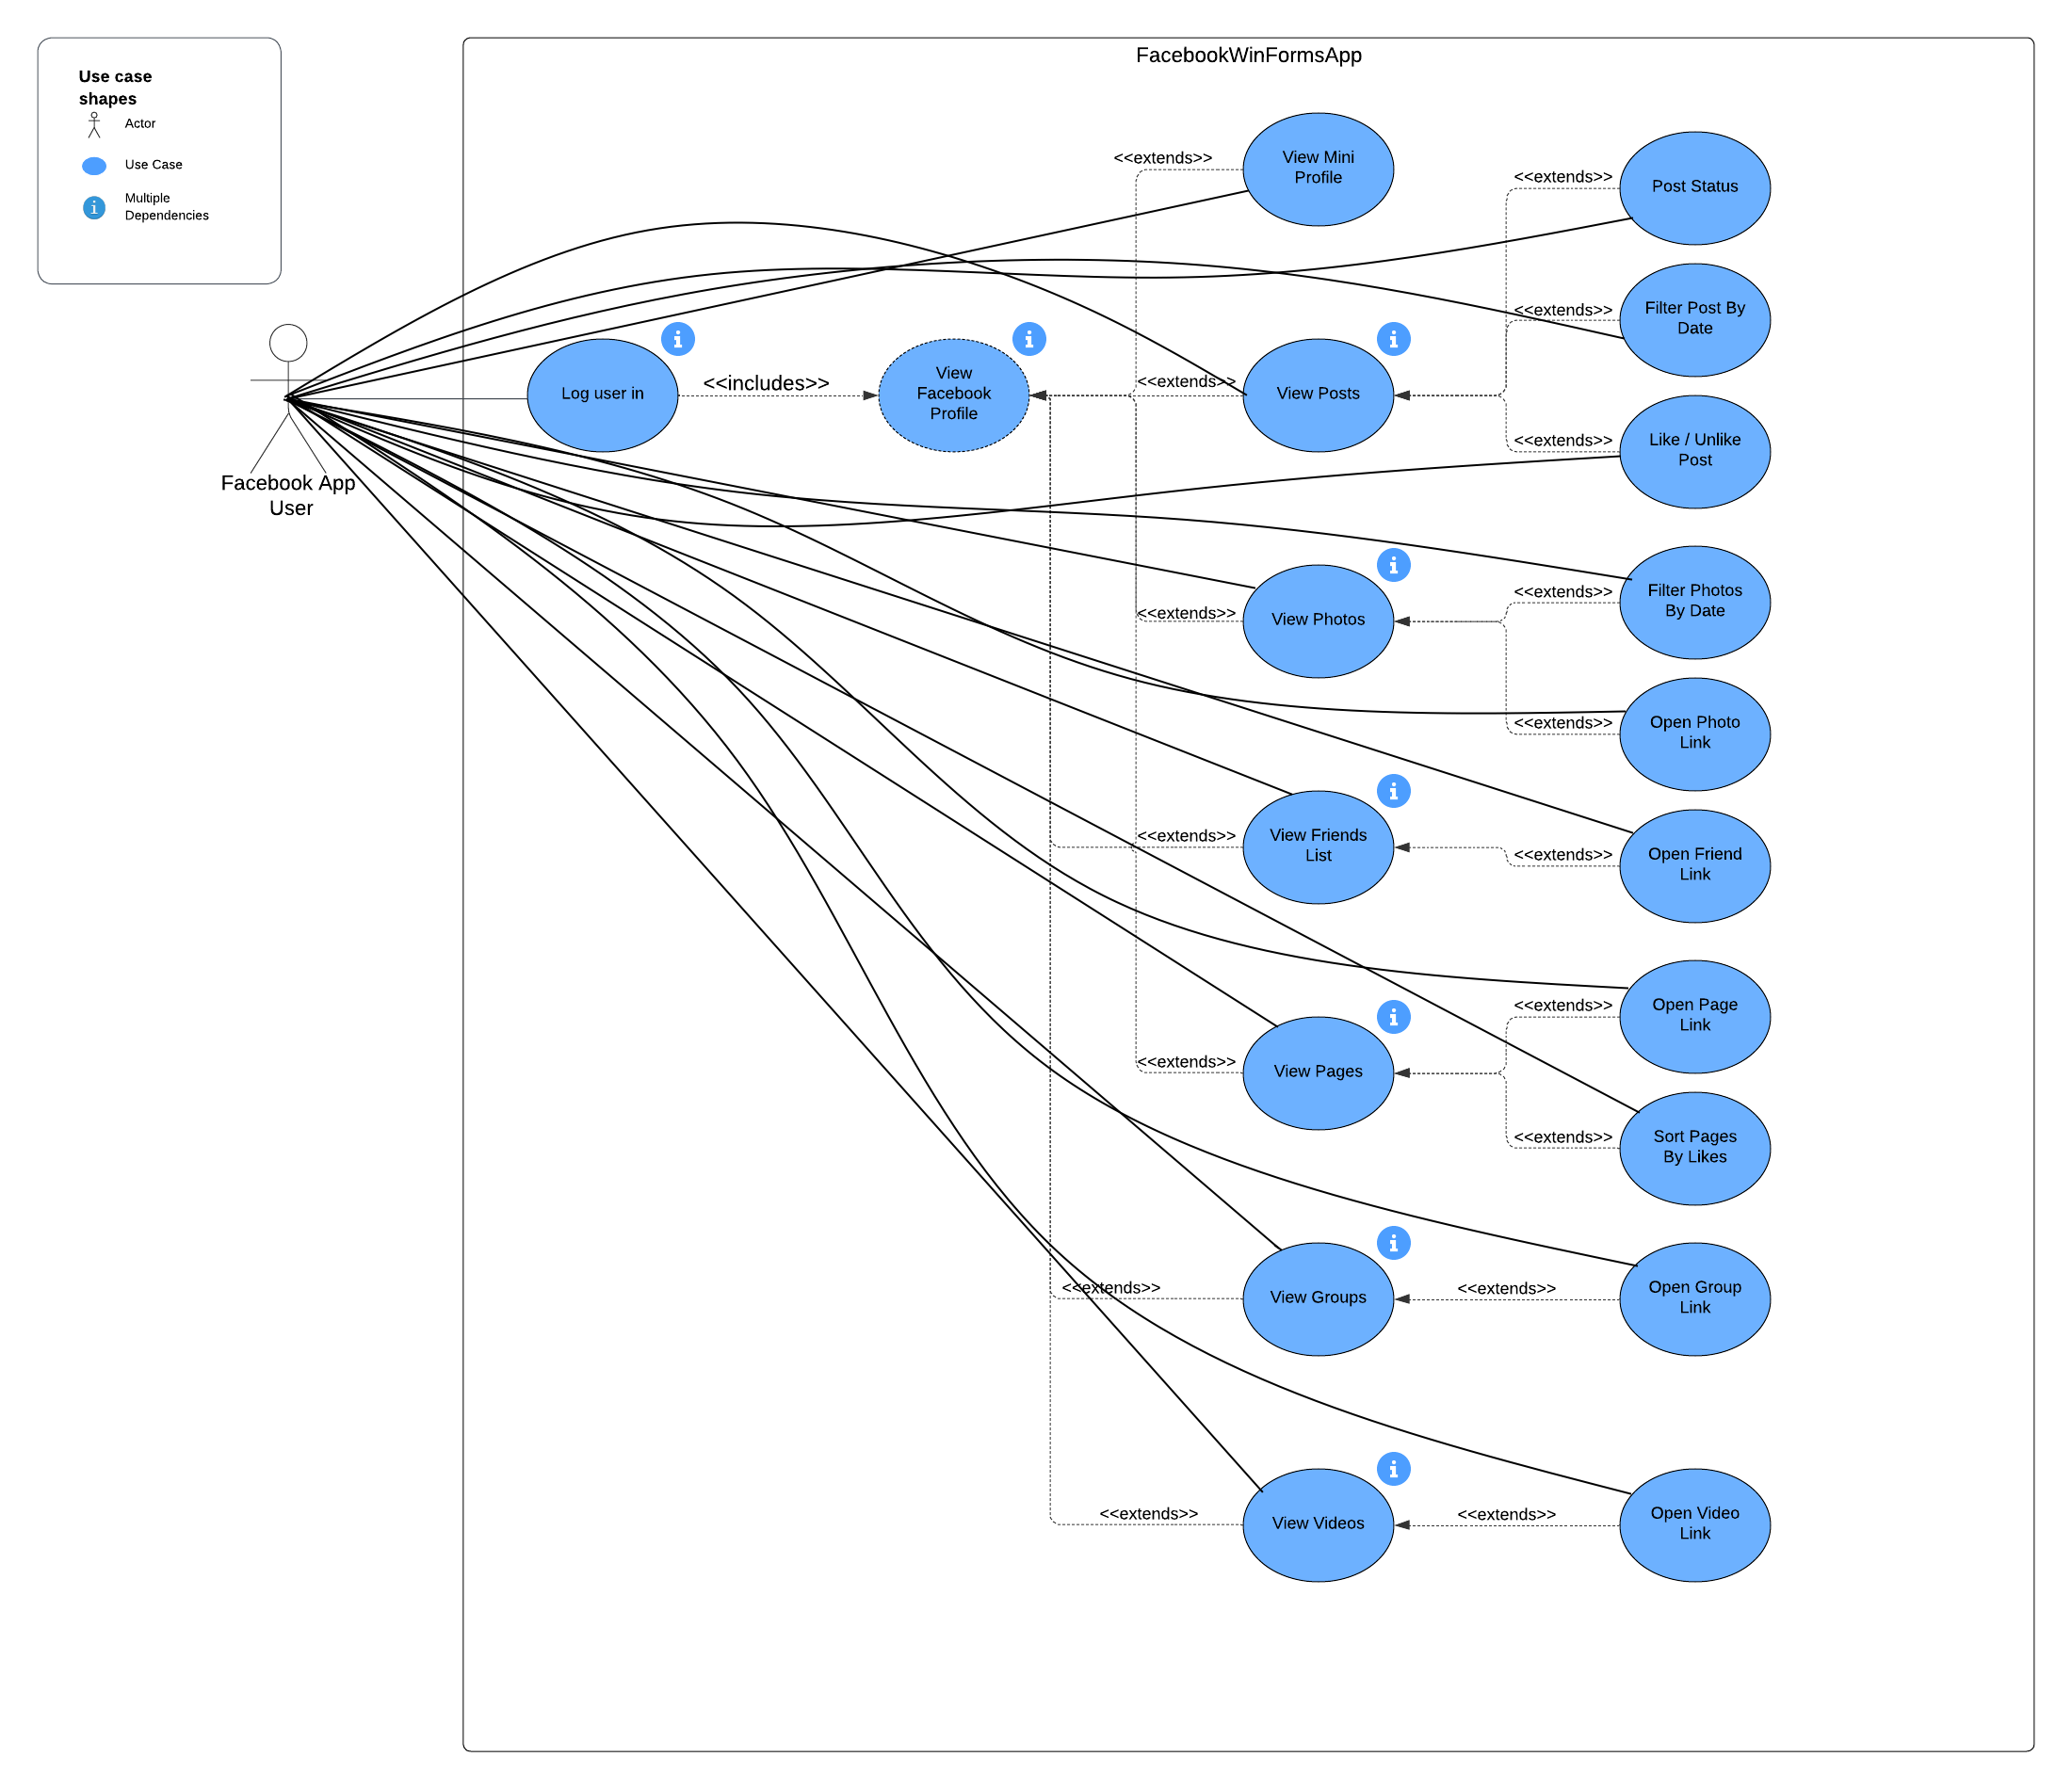 FacebookWinFormsApp
Use case
shapes
Actor
Use Case
Multiple
Dependencies
Facebook App
User
Log user in
<<includes>>
View
Facebook
Profile
<<extends>>
View Mini
Profile
<<extends>>
Post Status
<<extends>>
Filter Post By
Date
<<extends>>
View Posts
<<extends>>
Like / Unlike
Post
<<extends>>
View Photos
<<extends>>
Filter Photos
By Date
<<extends>>
Open Photo
Link
<<extends>>
View Friends
List
<<extends>>
Open Friend
Link
<<extends>>
Open Page
Link
<<extends>>
View Pages
<<extends>>
Sort Pages
By Likes
<<extends>>
View Groups
<<extends>>
Open Group
Link
<<extends>>
View Videos
<<extends>>
Open Video
Link